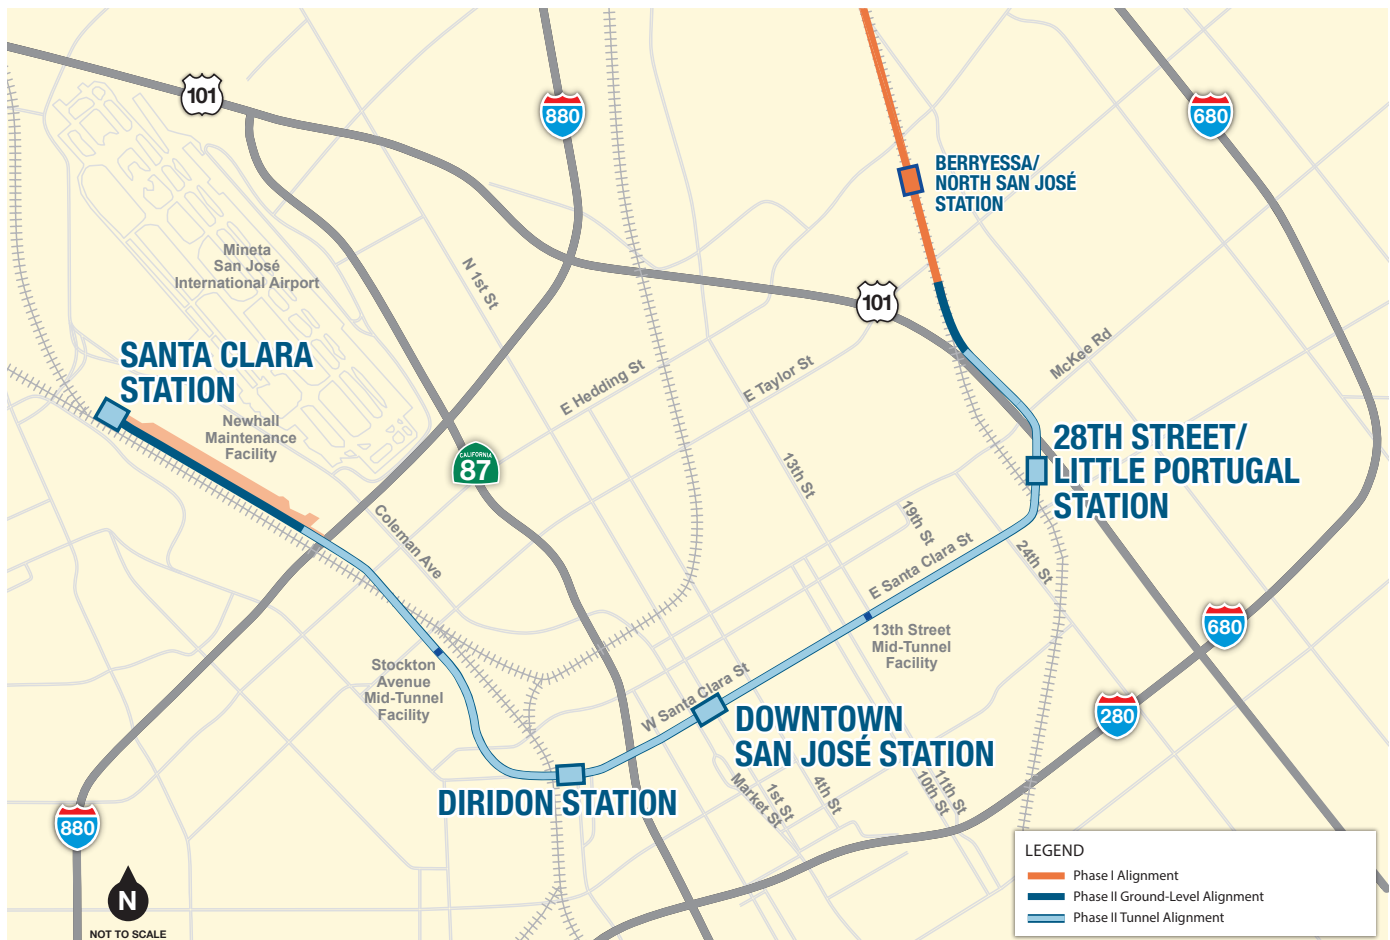 101
880
680
BERRYESSA/
NORTH SAN JOSÉ
STATION
Mineta
San José
International Airport
N 1st St
101
McKee Rd
SANTA CLARA
STATION
E Hedding St
E Taylor St
Newhall
Maintenance
Facility
CALIFORNIA
87
28TH STREET/
LITTLE PORTUGAL
STATION
13th St
Coleman Ave
19th St
E Santa Clara St
24th St
680
13th Street
Mid-Tunnel
Facility
Stockton
Avenue
Mid-Tunnel
Facility
W Santa Clara St
280
DOWNTOWN
SAN JOSÉ STATION
DIRIDON STATION
Market St
1st St
4th St
10th St
11th St
880
N
NOT TO SCALE
LEGEND
Phase I Alignment
Phase II Ground-Level Alignment
Phase II Tunnel Alignment